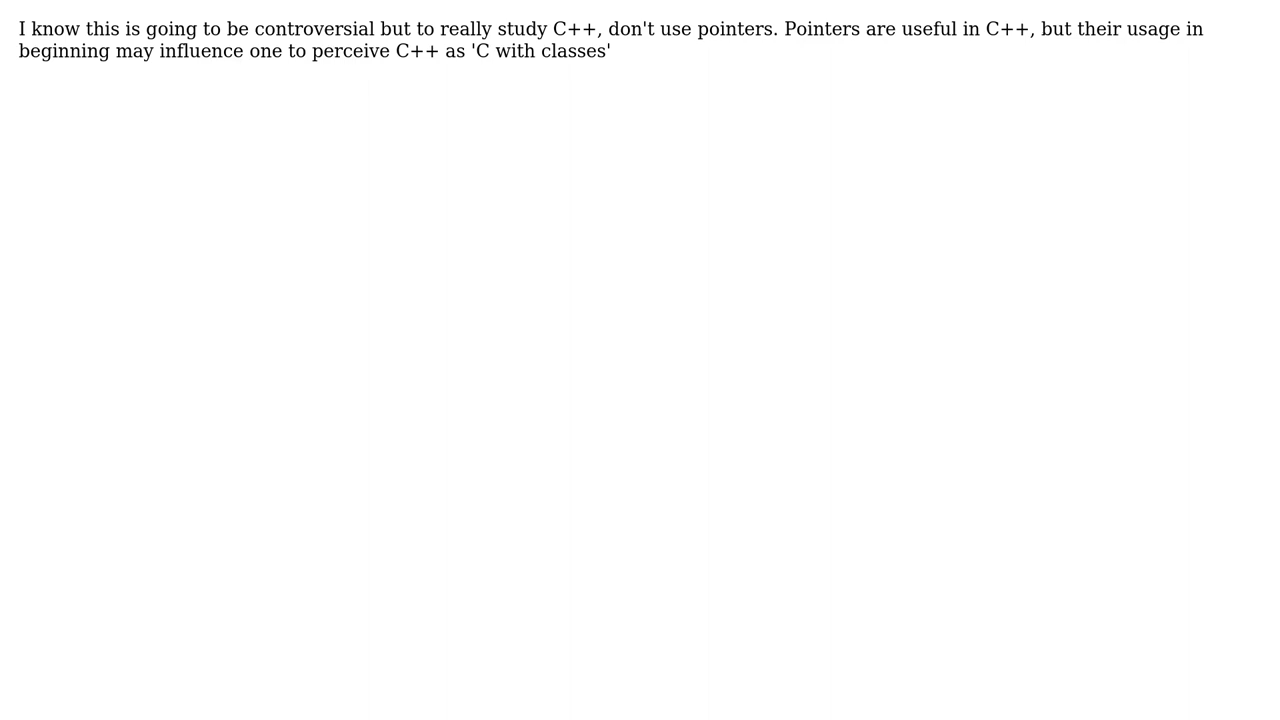 I know this is going to be controversial but to really study C++, don't use pointers. Pointers are useful in C++, but their usage in
beginning may influence one to perceive C++ as 'C with classes'